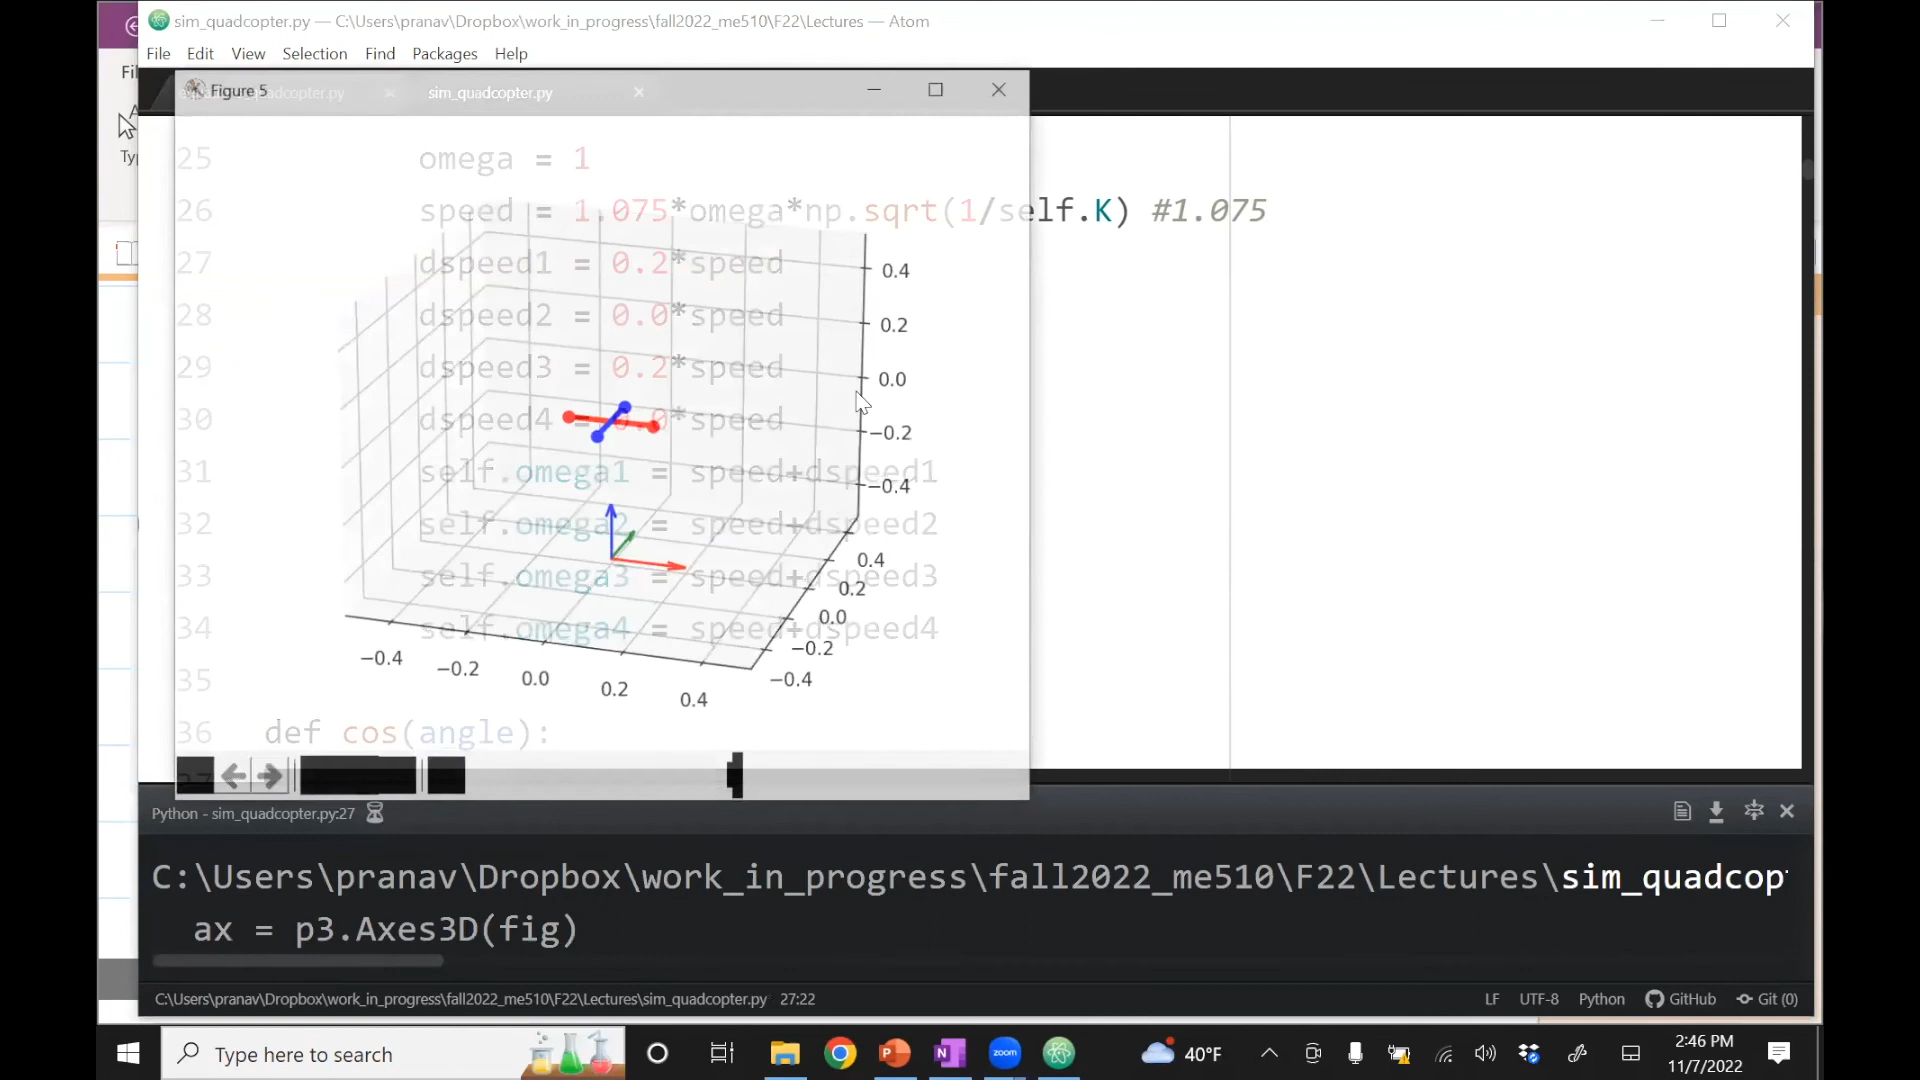 sim_quadcopter.py — C:\Users\pranav\Dropbox\work_in_progress\fall2022_me510\F22\Lectures — Atom
File Edit View Selection Find Packages Help
Fil
Figure 5
sim_quadcopter.py
Ty
25 omega = 1
26 speed = 1.075*omega*np.sqrt(1/self.K) #1.075
27 dspeed1 = 0.2*speed
28 dspeed2 = 0.0*speed
29 dspeed3 = 0.2*speed
30 dspeed4 = 0.0*speed
31 self.omega1 = speed+dspeed1
32 self.omega2 = speed+dspeed2
33 self.omega3 = speed+dspeed3
34 self.omega4 = speed+dspeed4
35
36 def cos(angle):
0.4
0.2
0.0
−0.2
−0.4
0.4
0.2
0.0
−0.2
−0.4
−0.4 −0.2 0.0 0.2 0.4
Python - sim_quadcopter.py:27
C:\Users\pranav\Dropbox\work_in_progress\fall2022_me510\F22\Lectures\sim_quadcop
ax = p3.Axes3D(fig)
C:\Users\pranav\Dropbox\work_in_progress\fall2022_me510\F22\Lectures\sim_quadcopter.py 27:22
LF UTF-8 Python GitHub Git (0)
Type here to search
zoom
40°F
2:46 PM
11/7/2022